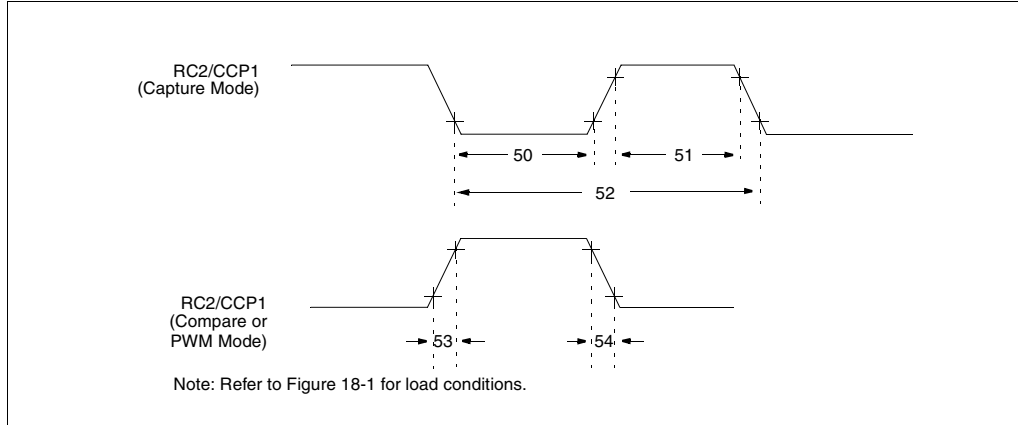 RC2/CCP1
(Capture Mode)
50
51
52
RC2/CCP1
(Compare or
PWM Mode)
53
54
Note: Refer to Figure 18-1 for load conditions.